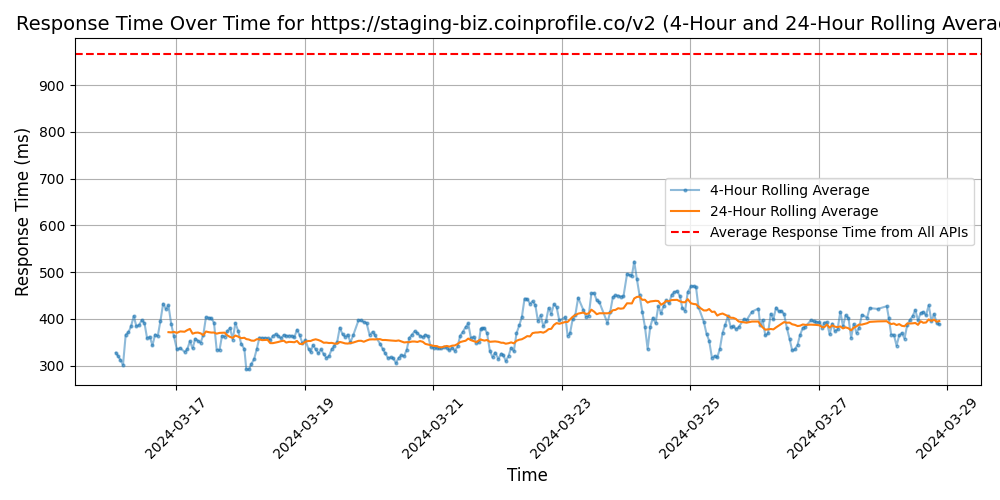 Response Time Over Time for https://staging-biz.coinprofile.co/v2 (4-Hour and 24-Hour Rolling Avera
900
800
700
600
500
400
300
Response Time (ms)
4-Hour Rolling Average
24-Hour Rolling Average
Average Response Time from All APIs
2024-03-17
2024-03-19
2024-03-21
2024-03-23
2024-03-25
2024-03-27
2024-03-29
Time